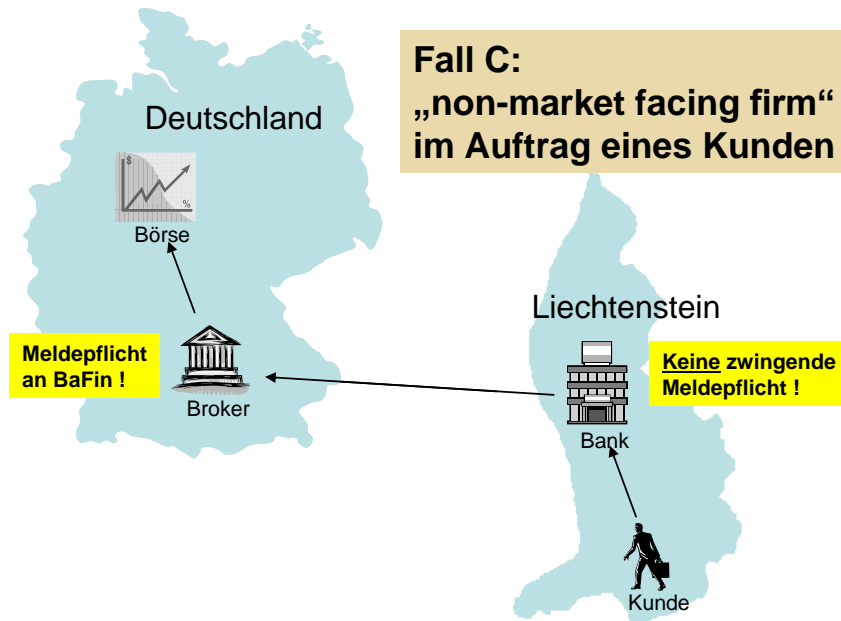 Fall C:
„non-market facing firm“
im Auftrag eines Kunden
Deutschland
$
%
Börse
Liechtenstein
Meldepflicht
an BaFin !
Broker
Keine zwingende
Meldepflicht !
Bank
Kunde